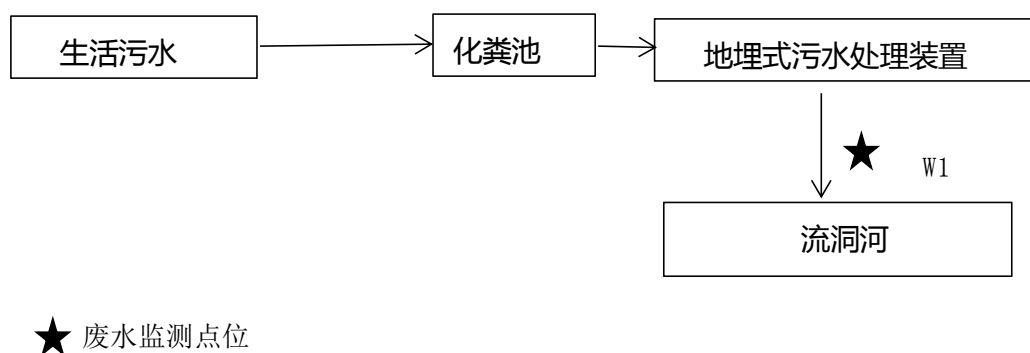 生活污水
化粪池
地埋式污水处理装置
W1
流洞河
废水监测点位